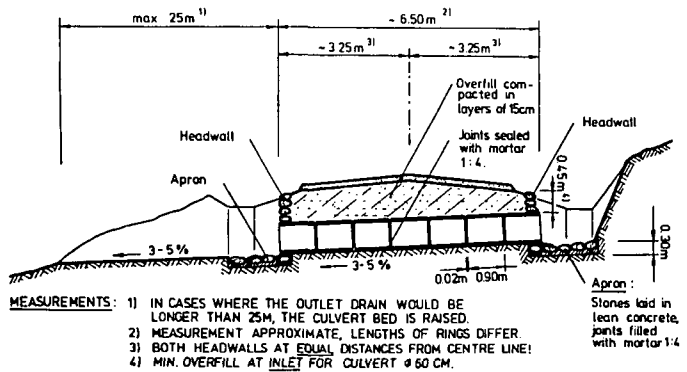 max 25m 1)
~ 6.50m 2)
~ 3.25m 3)
~ 3.25m 3)
Overfill com-
pacted in
layers of 15cm
Headwall
Joints sealed
with mortar
1:4.
Headwall
Apron
0.45m 4)
3-5%
3-5%
0.02m
0.90m
0.30m
Apron :
Stones laid in
lean concrete,
joints filled
with mortar 1:4
MEASUREMENTS: 1) IN CASES WHERE THE OUTLET DRAIN WOULD BE
LONGER THAN 25M, THE CULVERT BED IS RAISED.
2) MEASUREMENT APPROXIMATE, LENGTHS OF RINGS DIFFER.
3) BOTH HEADWALLS AT EQUAL DISTANCES FROM CENTRE LINE!
4) MIN. OVERFILL AT INLET FOR CULVERT ø 60 CM.